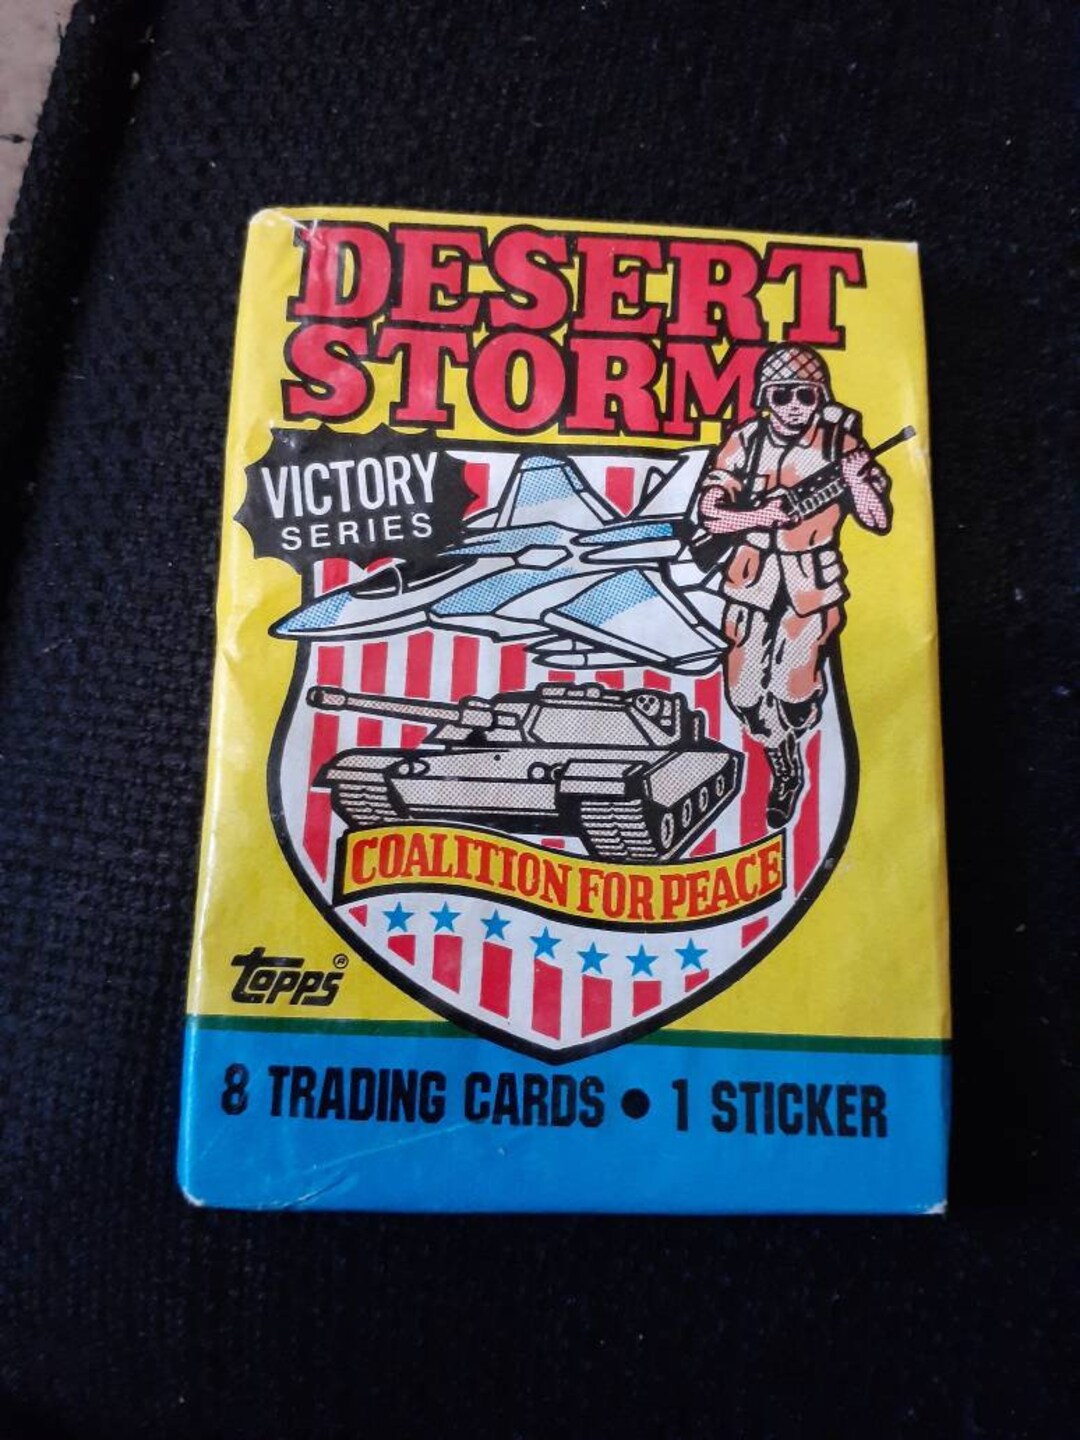 DESERT
STORM
VICTORY
SERIES
COALITION FOR PEACE
topps®
8 TRADING CARDS • 1 STICKER